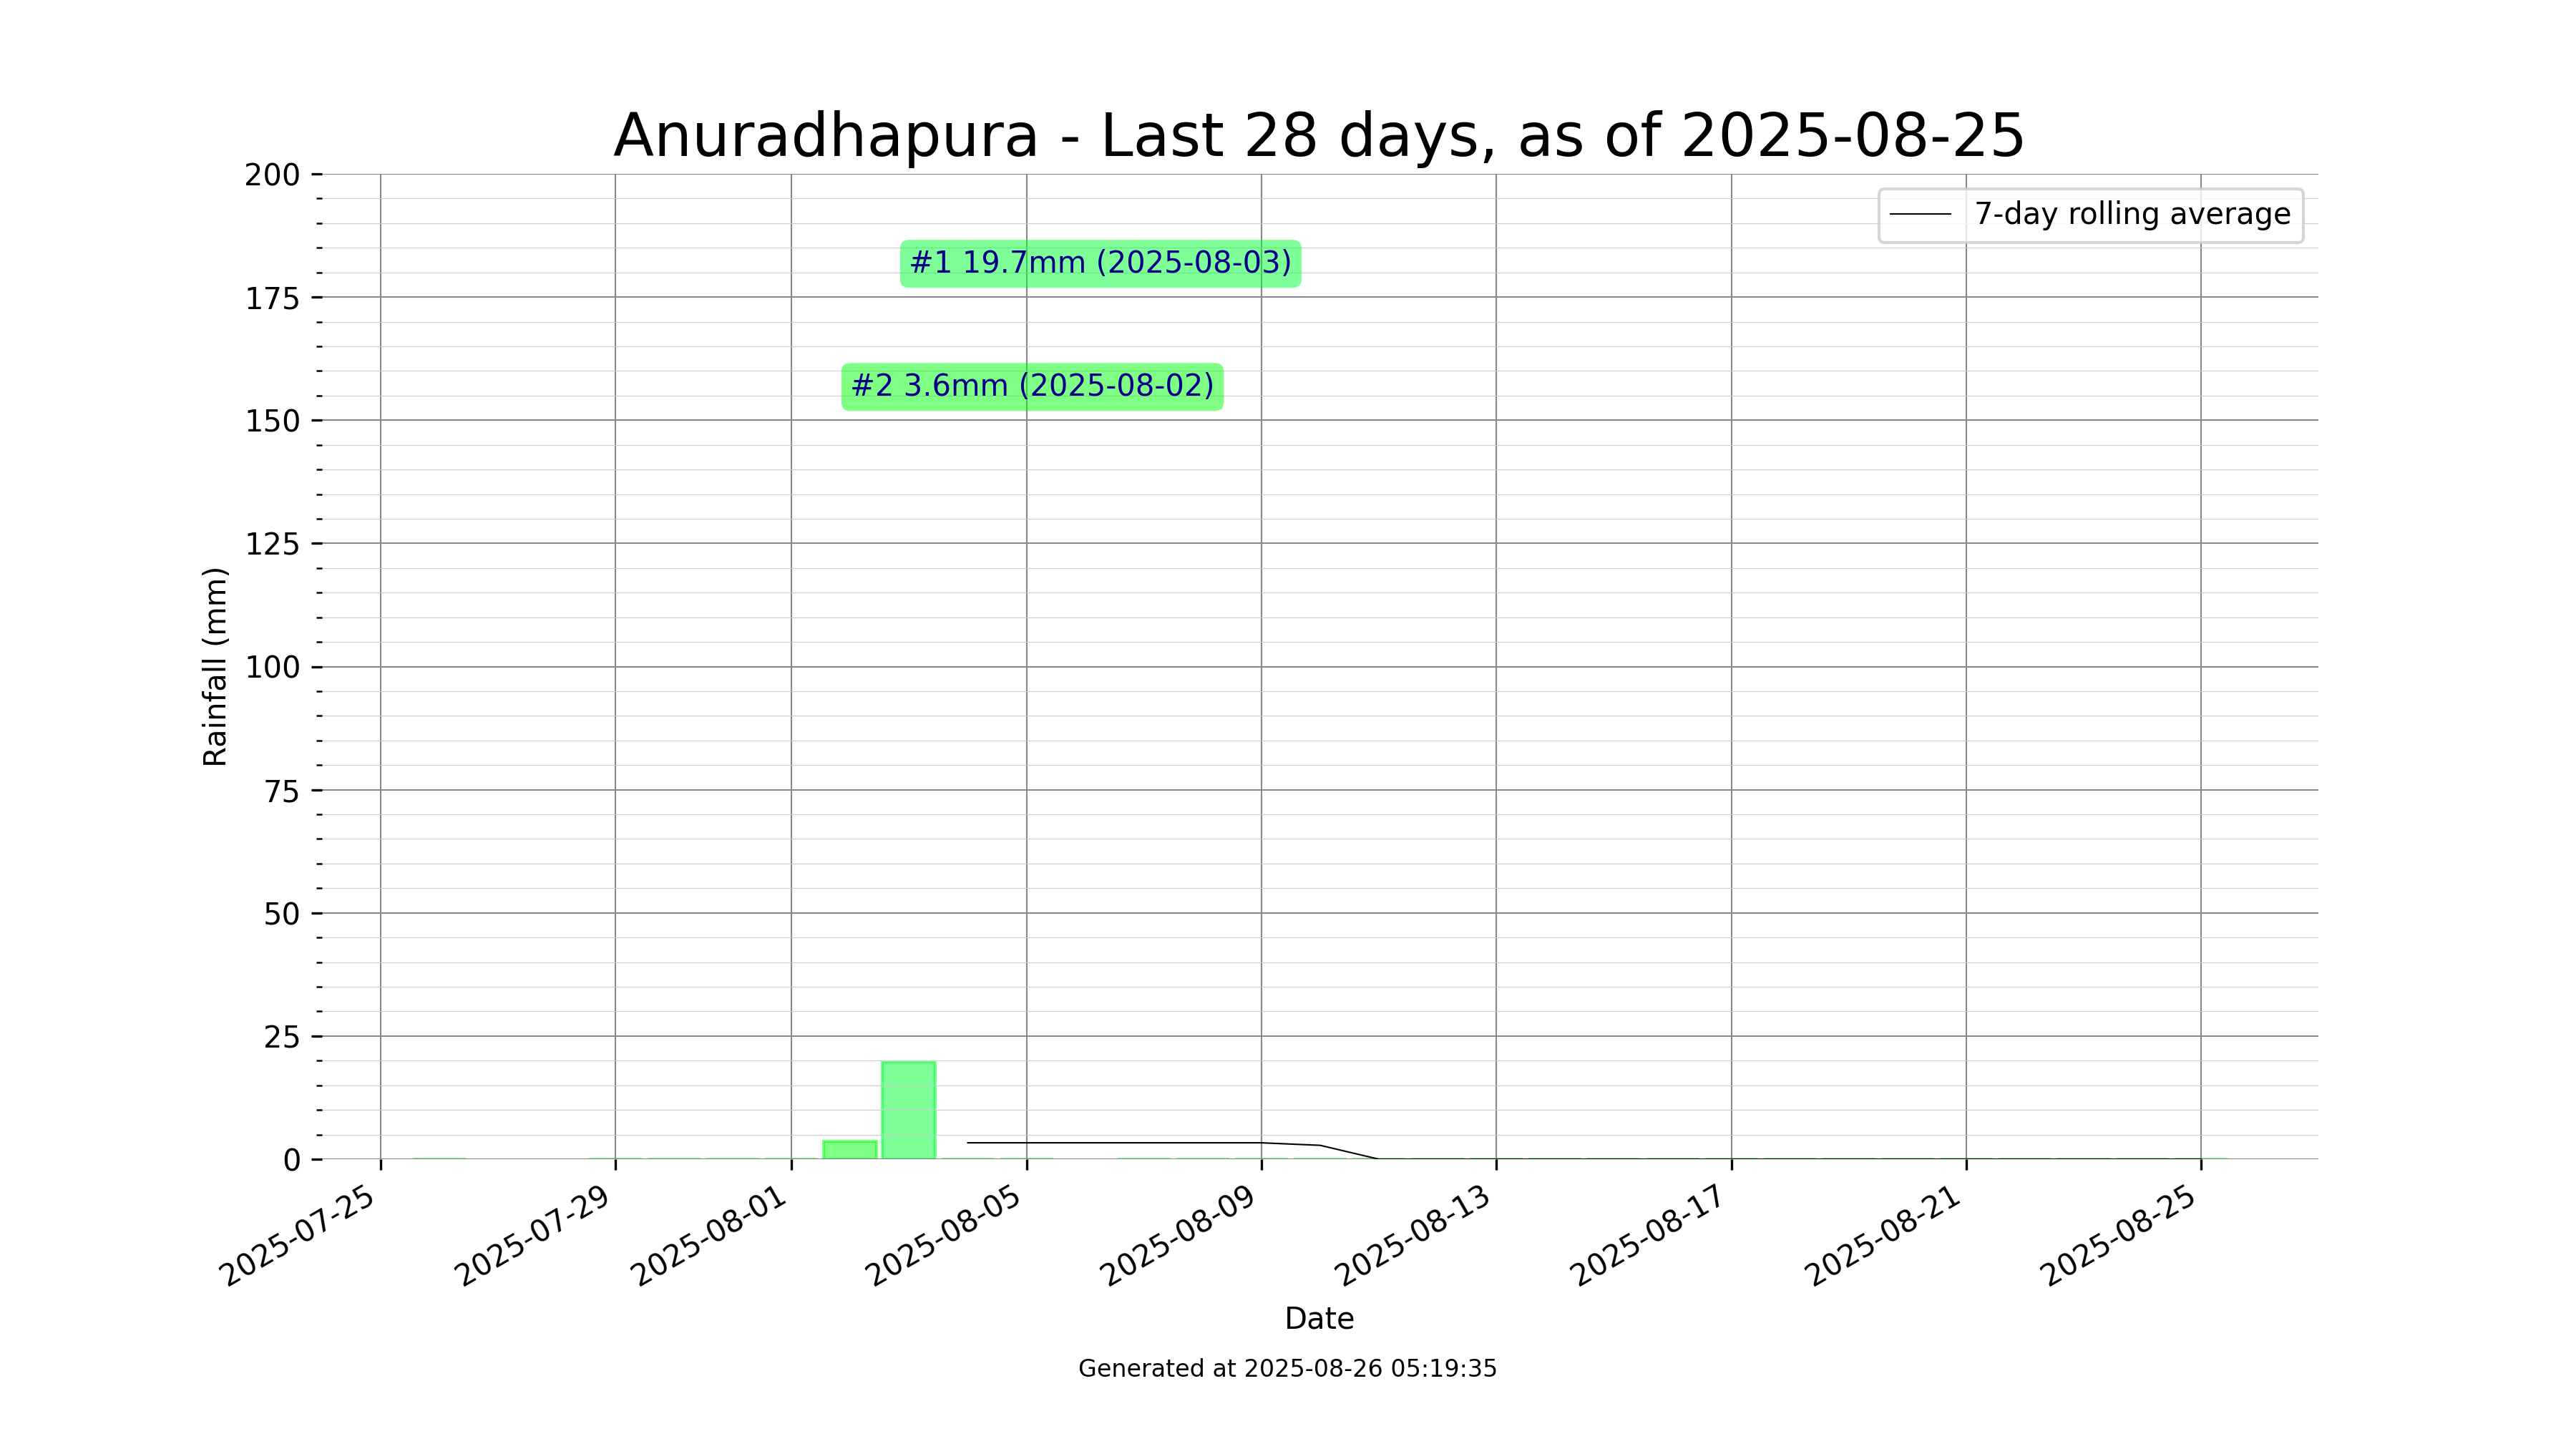 Anuradhapura - Last 28 days, as of 2025-08-25
7-day rolling average
#1 19.7mm (2025-08-03)
#2 3.6mm (2025-08-02)
Rainfall (mm)
200
175
150
125
100
75
50
25
0
2025-07-25
2025-07-29
2025-08-01
2025-08-05
2025-08-09
2025-08-13
2025-08-17
2025-08-21
2025-08-25
Date
Generated at 2025-08-26 05:19:35